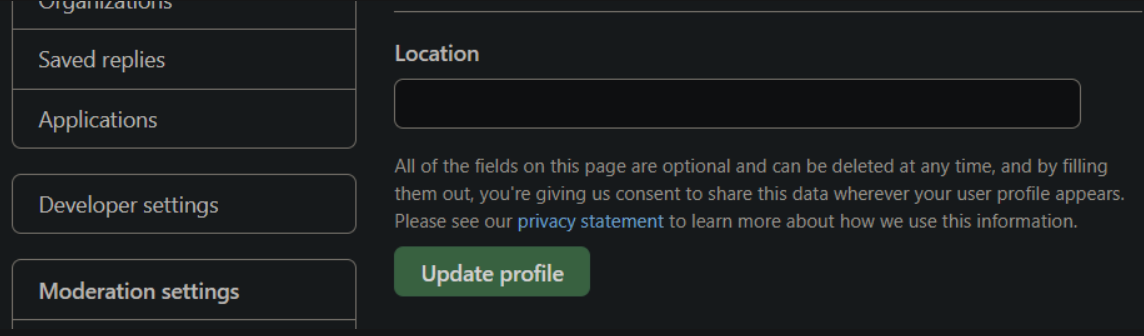 Organizations
Saved replies
Applications
Developer settings
Moderation settings
Location
All of the fields on this page are optional and can be deleted at any time, and by filling
them out, you're giving us consent to share this data wherever your user profile appears.
Please see our privacy statement to learn more about how we use this information.
Update profile